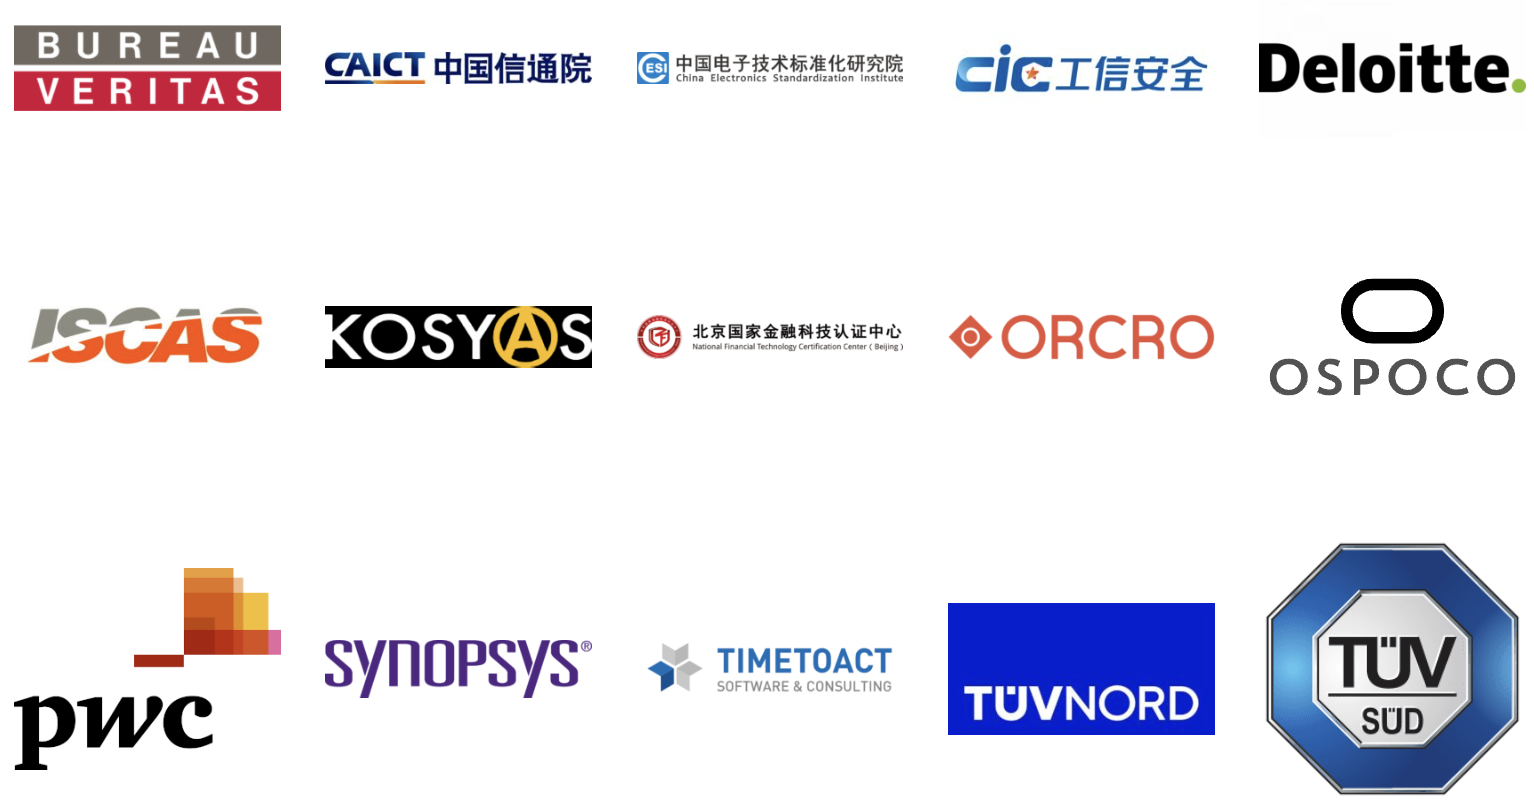 BUREAU
VERITAS
CAICT 中国信通院
CESI 中国电子技术标准化研究院
China Electronics Standardization Institute
CIC 工信安全
Deloitte.
ISCAS
KOSYAS
北京国家金融科技认证中心
National Financial Technology Certification Center ( Beijing )
ORCRO
OSPOCO
pwc
SYNOPSYS®
TIMETOACT
SOFTWARE & CONSULTING
TÜVNORD
TÜV
SÜD